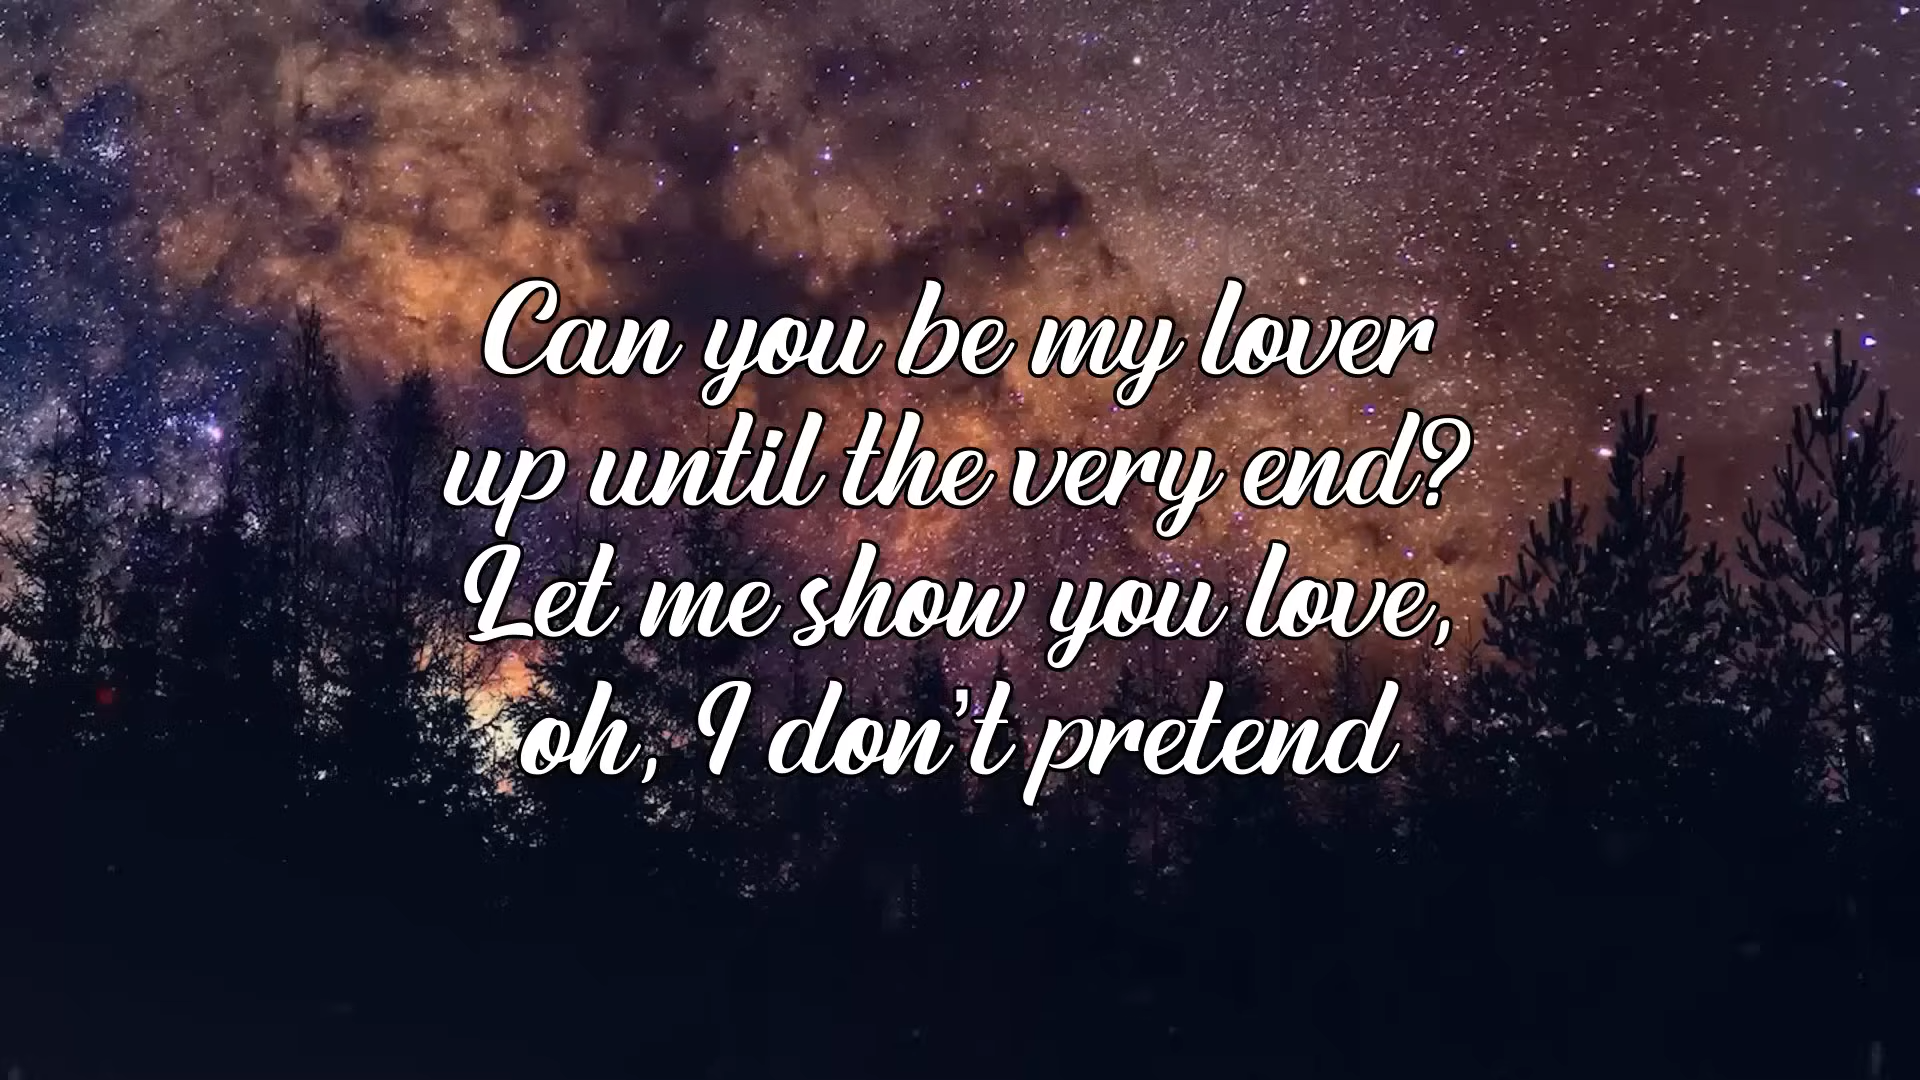 Can you be my lover
up until the very end?
Let me show you love,
oh, I don't pretend